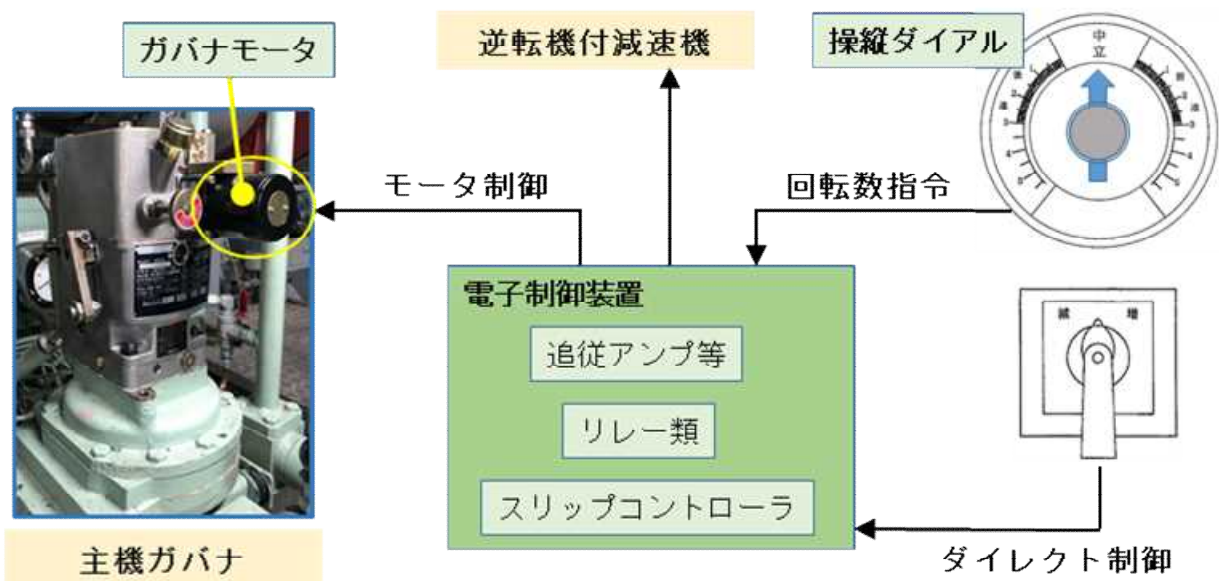 ガバナモータ
逆転機付減速機
操縦ダイアル
中立
モータ制御
回転数指令
電子制御装置
追従アンプ等
リレー類
スリップコントローラ
減 増
主機ガバナ
ダイレクト制御